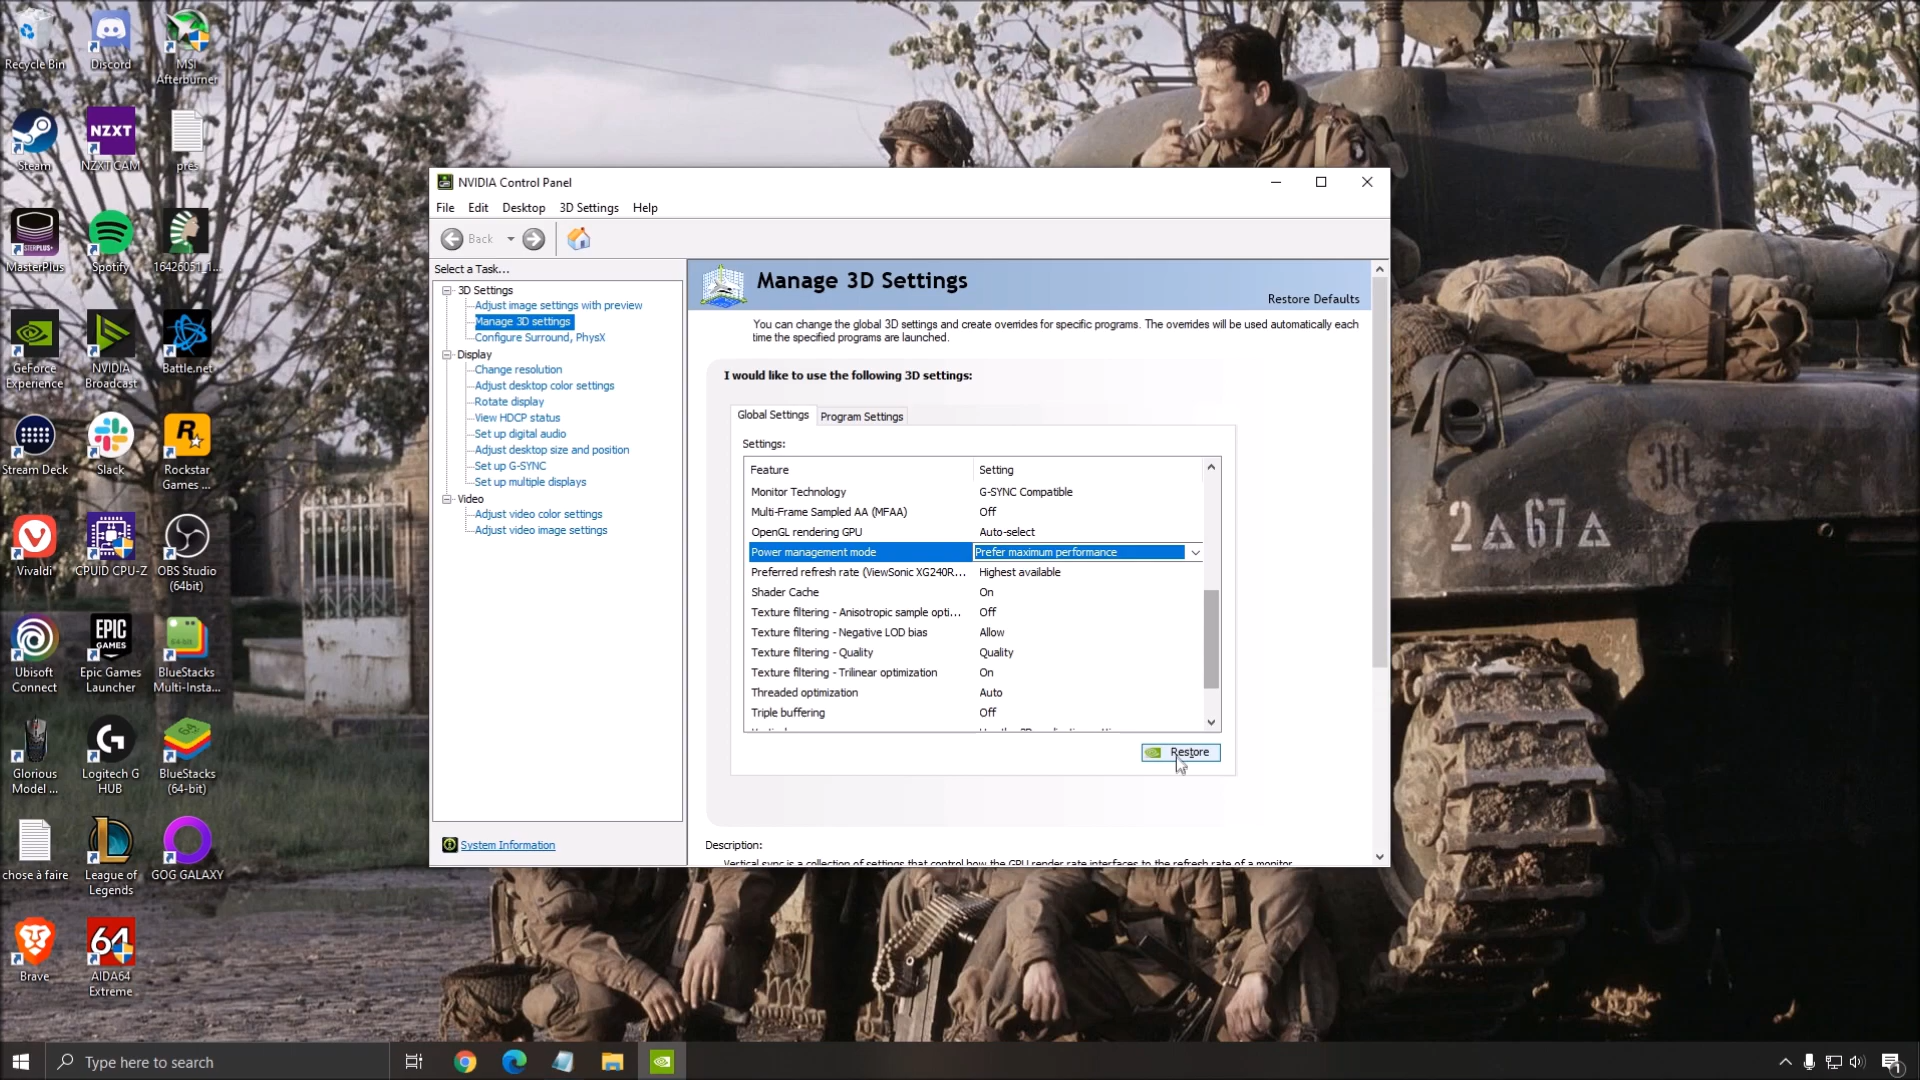 Recycle Bin
Discord
MSI Afterburner
Steam
NZXT
NZXT CAM
près
MasterPlus
Spotify
16426051_1...
GeForce Experience
NVIDIA Broadcast
Battle.net
Stream Deck
Slack
Rockstar Games ...
Vivaldi
CPUID CPU-Z
OBS Studio (64bit)
Ubisoft Connect
EPIC GAMES
Epic Games Launcher
BlueStacks Multi-Insta...
Glorious Model ...
Logitech G HUB
BlueStacks (64-bit)
chose à faire
League of Legends
GOG GALAXY
Brave
64
AIDA64 Extreme
NVIDIA Control Panel
File Edit Desktop 3D Settings Help
Back
Select a Task...
3D Settings
Adjust image settings with preview
Manage 3D settings
Configure Surround, PhysX
Display
Change resolution
Adjust desktop color settings
Rotate display
View HDCP status
Set up digital audio
Adjust desktop size and position
Set up G-SYNC
Set up multiple displays
Video
Adjust video color settings
Adjust video image settings
System Information
Manage 3D Settings
Restore Defaults
You can change the global 3D settings and create overrides for specific programs. The overrides will be used automatically each
time the specified programs are launched.
I would like to use the following 3D settings:
Global Settings Program Settings
Settings:
Feature Setting
Monitor Technology G-SYNC Compatible
Multi-Frame Sampled AA (MFAA) Off
OpenGL rendering GPU Auto-select
Power management mode Prefer maximum performance
Preferred refresh rate (ViewSonic XG240R... Highest available
Shader Cache On
Texture filtering - Anisotropic sample opti... Off
Texture filtering - Negative LOD bias Allow
Texture filtering - Quality Quality
Texture filtering - Trilinear optimization On
Threaded optimization Auto
Triple buffering Off
Restore
Description:
Vertical sync is a collection of settings that control how the GPU render rate interfaces to the refresh rate of a monitor
30
2 67
Type here to search
1